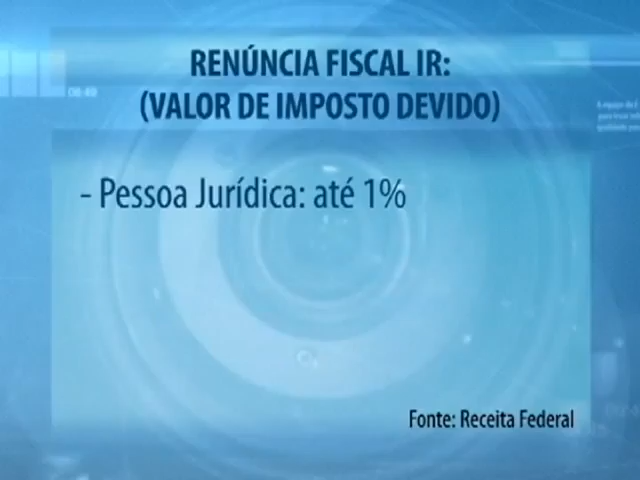 RENÚNCIA FISCAL IR:
(VALOR DE IMPOSTO DEVIDO)
- Pessoa Jurídica: até 1%
Fonte: Receita Federal